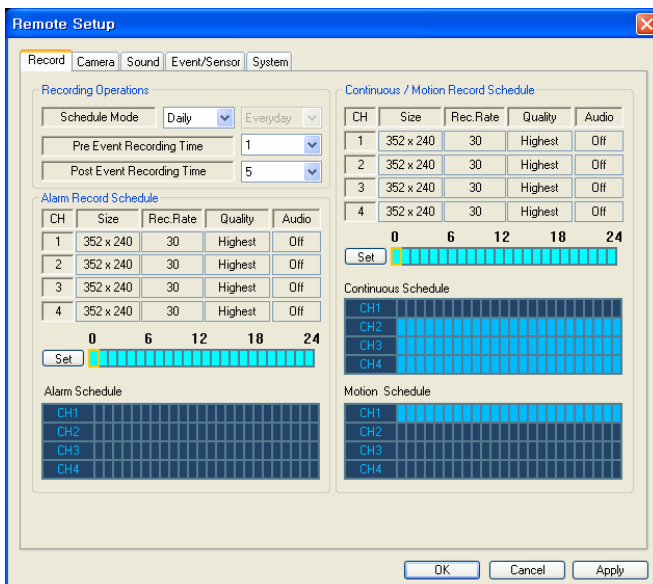 Remote Setup
Record Camera Sound Event/Sensor System
Recording Operations
Schedule Mode Daily Everyday
Pre Event Recording Time 1
Post Event Recording Time 5
Alarm Record Schedule
CH Size Rec.Rate Quality Audio
1 352 x 240 30 Highest Off
2 352 x 240 30 Highest Off
3 352 x 240 30 Highest Off
4 352 x 240 30 Highest Off
0 6 12 18 24
Set
Alarm Schedule
CH1
CH2
CH3
CH4
Continuous / Motion Record Schedule
CH Size Rec.Rate Quality Audio
1 352 x 240 30 Highest Off
2 352 x 240 30 Highest Off
3 352 x 240 30 Highest Off
4 352 x 240 30 Highest Off
0 6 12 18 24
Set
Continuous Schedule
CH1
CH2
CH3
CH4
Motion Schedule
CH1
CH2
CH3
CH4
OK Cancel Apply